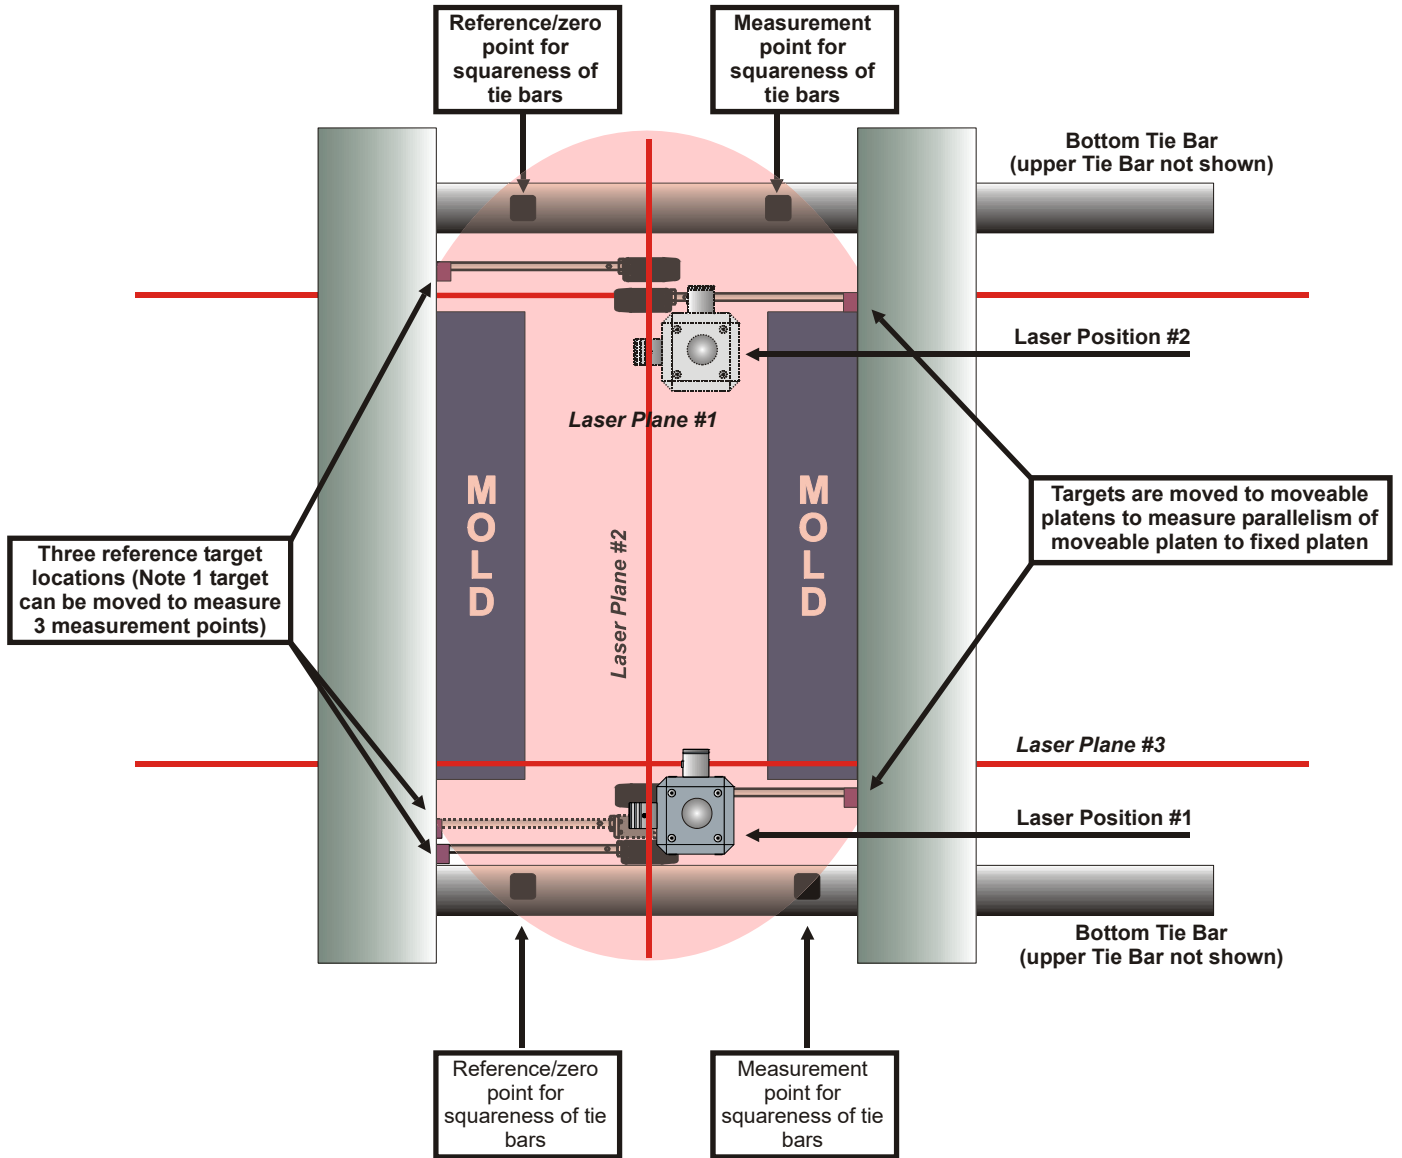 Reference/zero
point for
squareness of
tie bars
Measurement
point for
squareness of
tie bars
Bottom Tie Bar
(upper Tie Bar not shown)
Laser Position #2
Laser Plane #1
M
O
L
D
M
O
L
D
Laser Plane #2
Targets are moved to moveable
platens to measure parallelism of
moveable platen to fixed platen
Three reference target
locations (Note 1 target
can be moved to measure
3 measurement points)
Laser Plane #3
Laser Position #1
Bottom Tie Bar
(upper Tie Bar not shown)
Reference/zero
point for
squareness of tie
bars
Measurement
point for
squareness of tie
bars